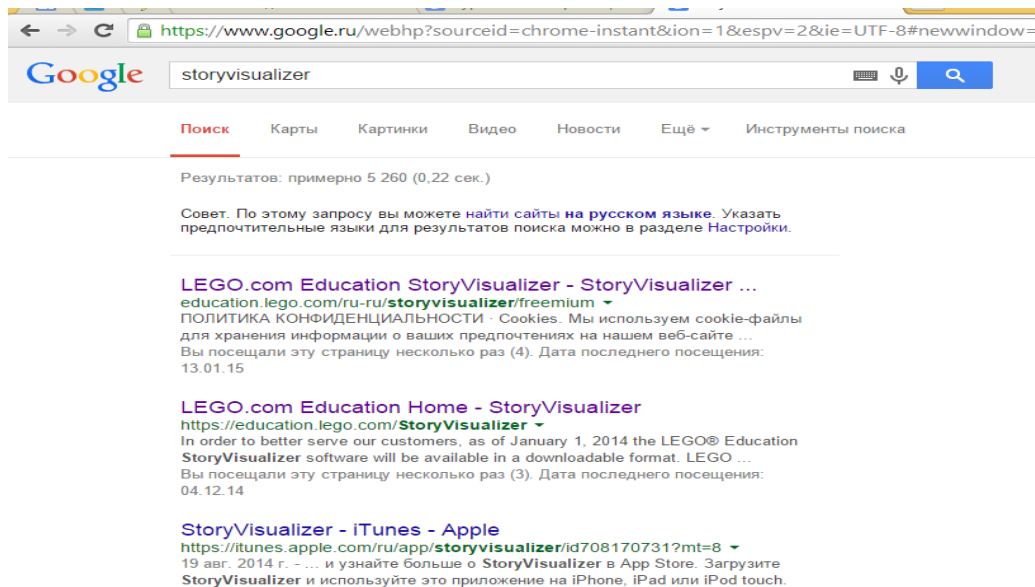 https://www.google.ru/webhp?sourceid=chrome-instant&ion=1&espv=2&ie=UTF-8#newwindow=
Google storyvisualizer
Поиск Карты Картинки Видео Новости Ещё Инструменты поиска
Результатов: примерно 5 260 (0,22 сек.)
Совет. По этому запросу вы можете найти сайты на русском языке. Указать
предпочтительные языки для результатов поиска можно в разделе Настройки.
LEGO.com Education StoryVisualizer - StoryVisualizer ...
education.lego.com/ru-ru/storyvisualizer/freemium
ПОЛИТИКА КОНФИДЕНЦИАЛЬНОСТИ · Cookies. Мы используем cookie-файлы
для хранения информации о ваших предпочтениях на нашем веб-сайте ...
Вы посещали эту страницу несколько раз (4). Дата последнего посещения:
13.01.15
LEGO.com Education Home - StoryVisualizer
https://education.lego.com/StoryVisualizer
In order to better serve our customers, as of January 1, 2014 the LEGO® Education
StoryVisualizer software will be available in a downloadable format. LEGO ...
Вы посещали эту страницу несколько раз (3). Дата последнего посещения:
04.12.14
StoryVisualizer - iTunes - Apple
https://itunes.apple.com/ru/app/storyvisualizer/id708170731?mt=8
19 авг. 2014 г. - ... и узнайте больше о StoryVisualizer в App Store. Загрузите
StoryVisualizer и используйте это приложение на iPhone, iPad или iPod touch.